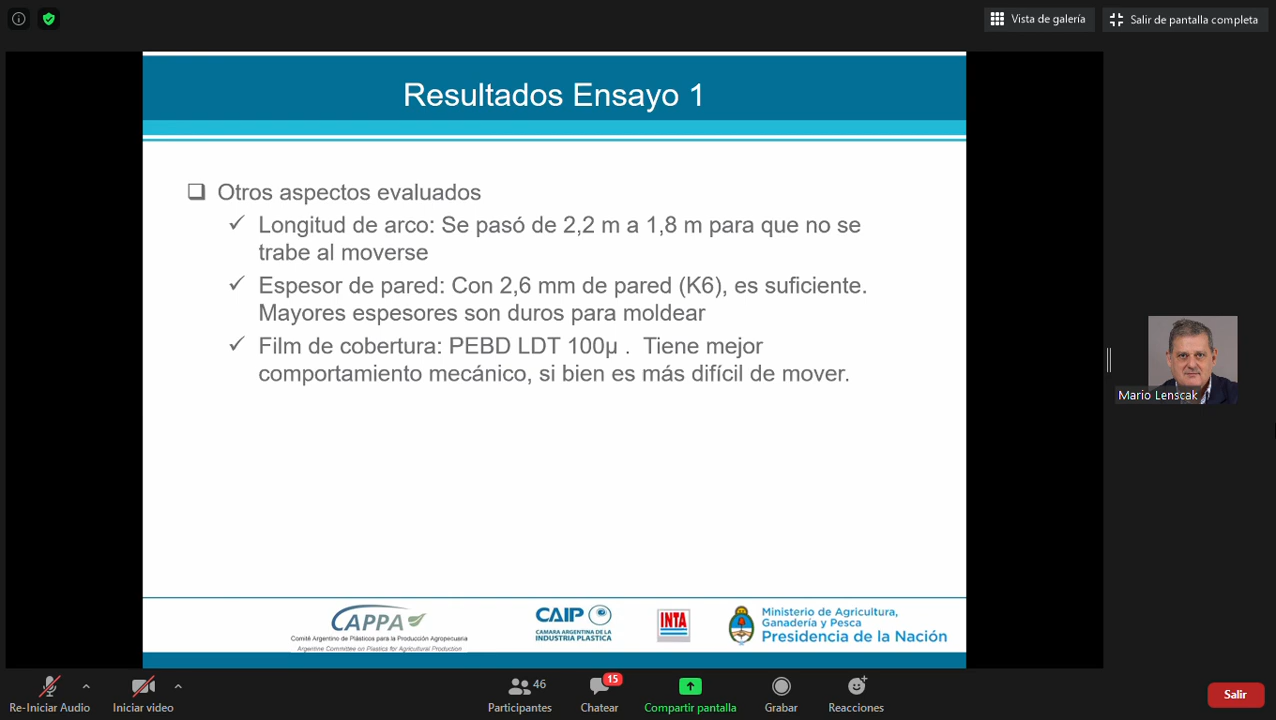 Vista de galería
Salir de pantalla completa
Resultados Ensayo 1
❑ Otros aspectos evaluados
✓ Longitud de arco: Se pasó de 2,2 m a 1,8 m para que no se
trabe al moverse
✓ Espesor de pared: Con 2,6 mm de pared (K6), es suficiente.
Mayores espesores son duros para moldear
✓ Film de cobertura: PEBD LDT 100µ . Tiene mejor
comportamiento mecánico, si bien es más difícil de mover.
Mario Lenscak
CAPPA
Comité Argentino de Plásticos para la Producción Agropecuaria
Argentine Committee on Plastics for Agricultural Production
CAIP
CAMARA ARGENTINA DE LA
INDUSTRIA PLASTICA
INTA
Ministerio de Agricultura,
Ganadería y Pesca
Presidencia de la Nación
Re-Iniciar Audio
Iniciar video
46
Participantes
15
Chatear
Compartir pantalla
Grabar
Reacciones
Salir